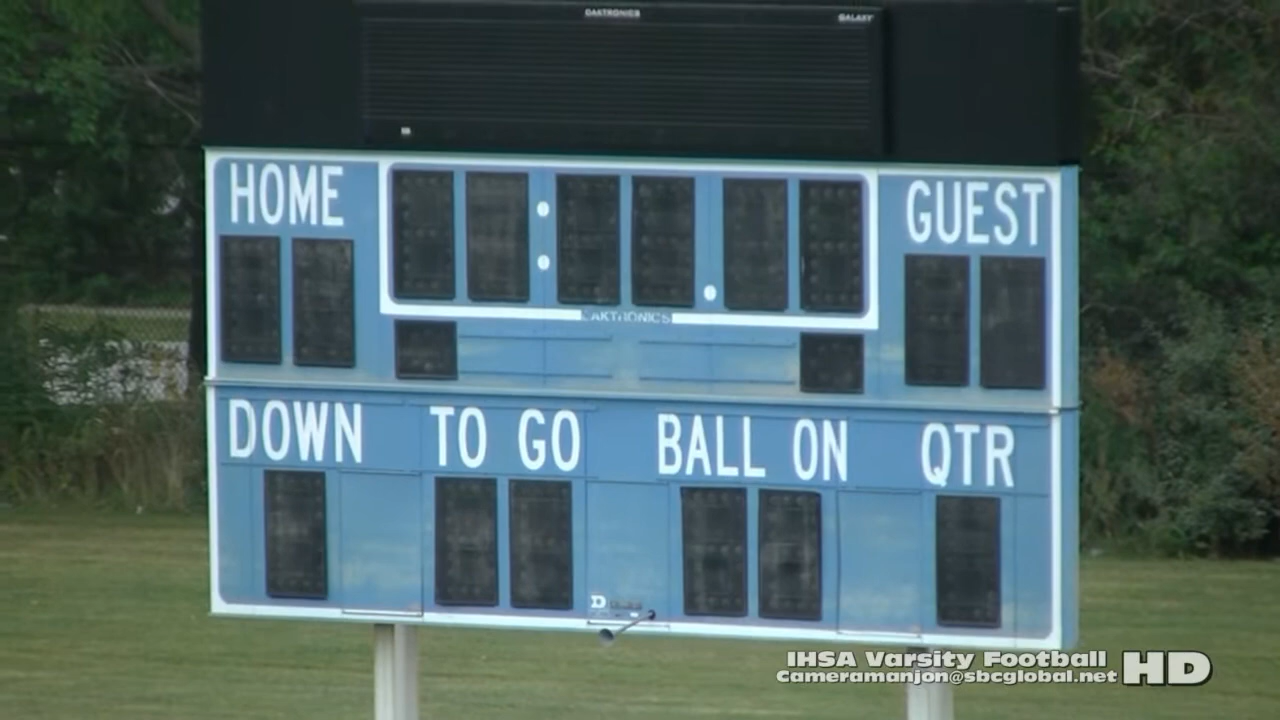 DAKTRONICS GALAXY
HOME GUEST
DAKTRONICS
DOWN TO GO BALL ON QTR
IHSA Varsity Football HD
Cameramanjon@sbcglobal.net